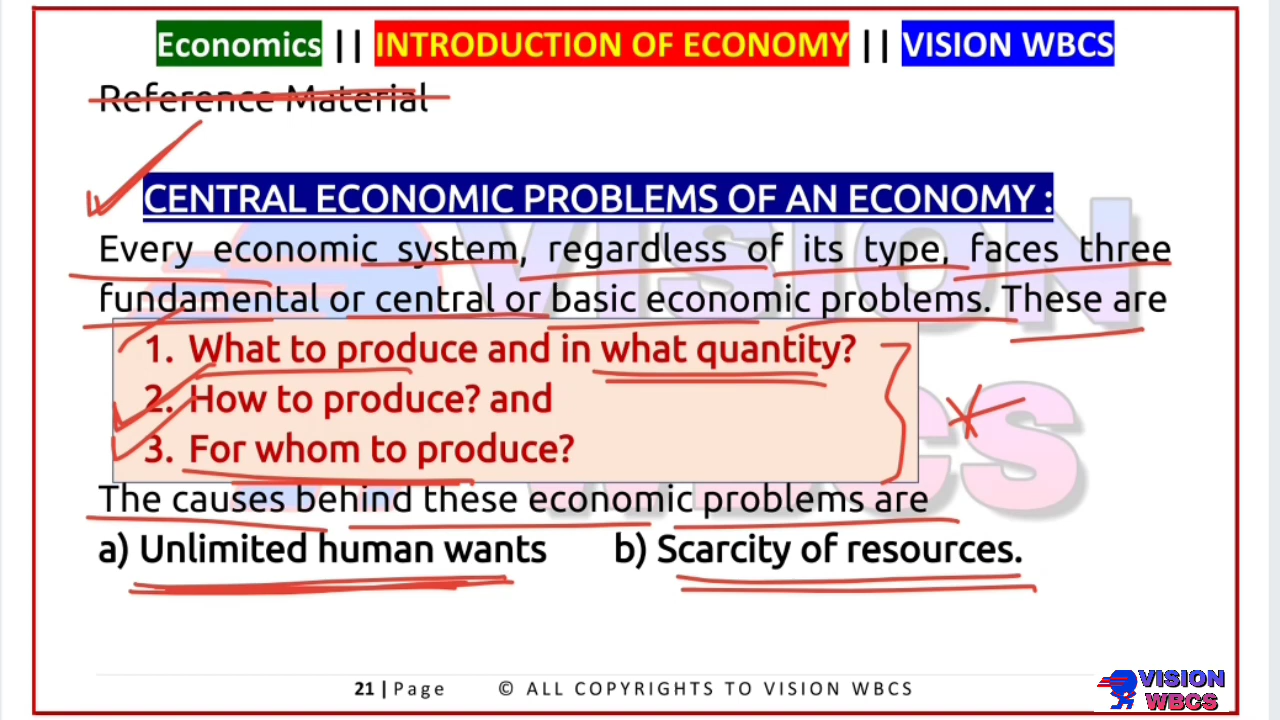 Economics || INTRODUCTION OF ECONOMY || VISION WBCS
Reference Material
CENTRAL ECONOMIC PROBLEMS OF AN ECONOMY :
Every economic system, regardless of its type, faces three
fundamental or central or basic economic problems. These are
1. What to produce and in what quantity?
2. How to produce? and
3. For whom to produce?
The causes behind these economic problems are
a) Unlimited human wants b) Scarcity of resources.
21 | Page © ALL COPYRIGHTS TO VISION WBCS
VISION
WBCS
VISION
WBCS